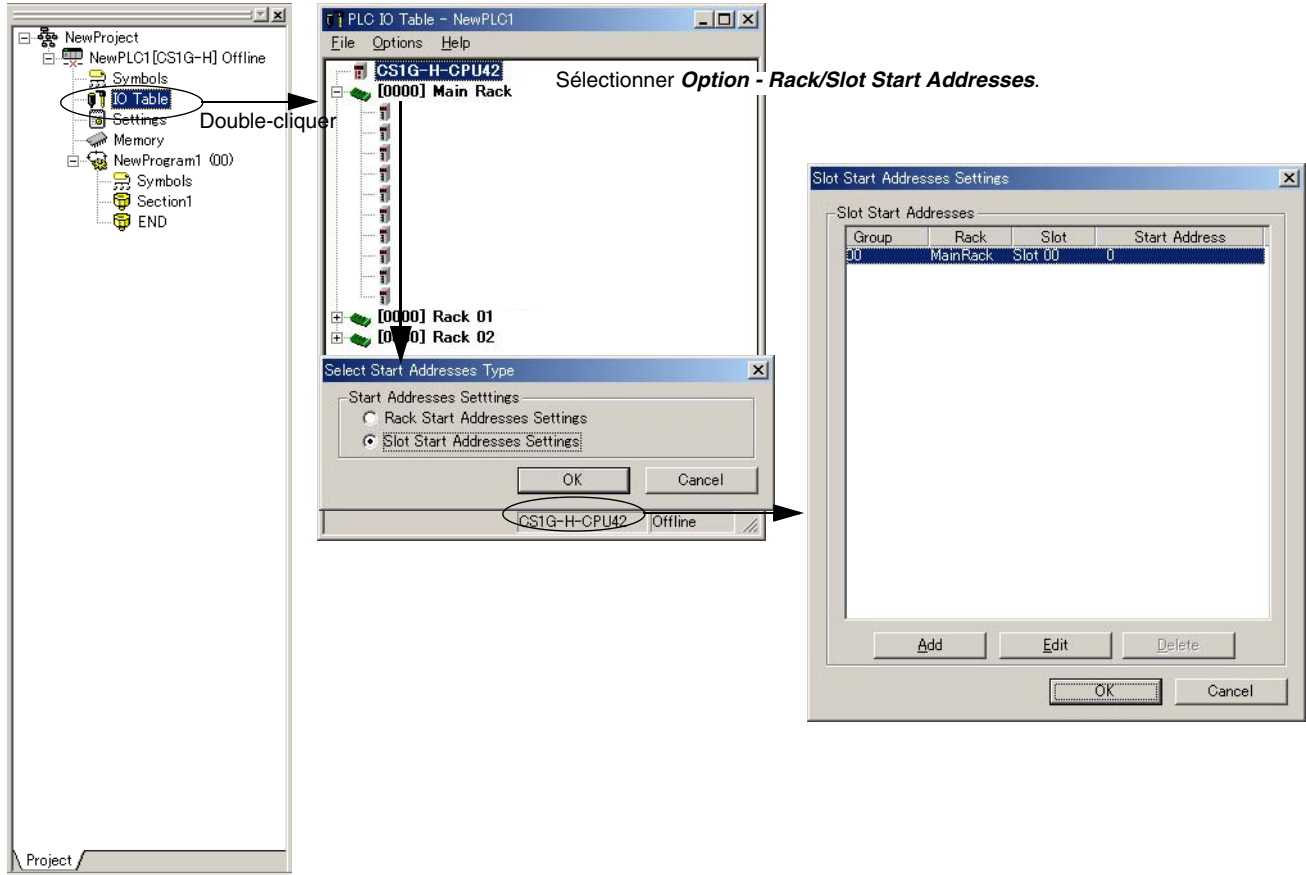 NewProject
NewPLC1[CS1G-H] Offline
Symbols
IO Table
Settings
Memory
NewProgram1 (00)
Symbols
Section1
END
Project
Double-cliquer
PLC IO Table - NewPLC1
File Options Help
CS1G-H-CPU42
[0000] Main Rack
[0000] Rack 01
[0000] Rack 02
Sélectionner Option - Rack/Slot Start Addresses.
Select Start Addresses Type
Start Addresses Setttings
Rack Start Addresses Settings
Slot Start Addresses Settings
OK Cancel
CS1G-H-CPU42 Offline
Slot Start Addresses Settings
Slot Start Addresses
Group Rack Slot Start Address
00 MainRack Slot 00 0
Add Edit Delete
OK Cancel